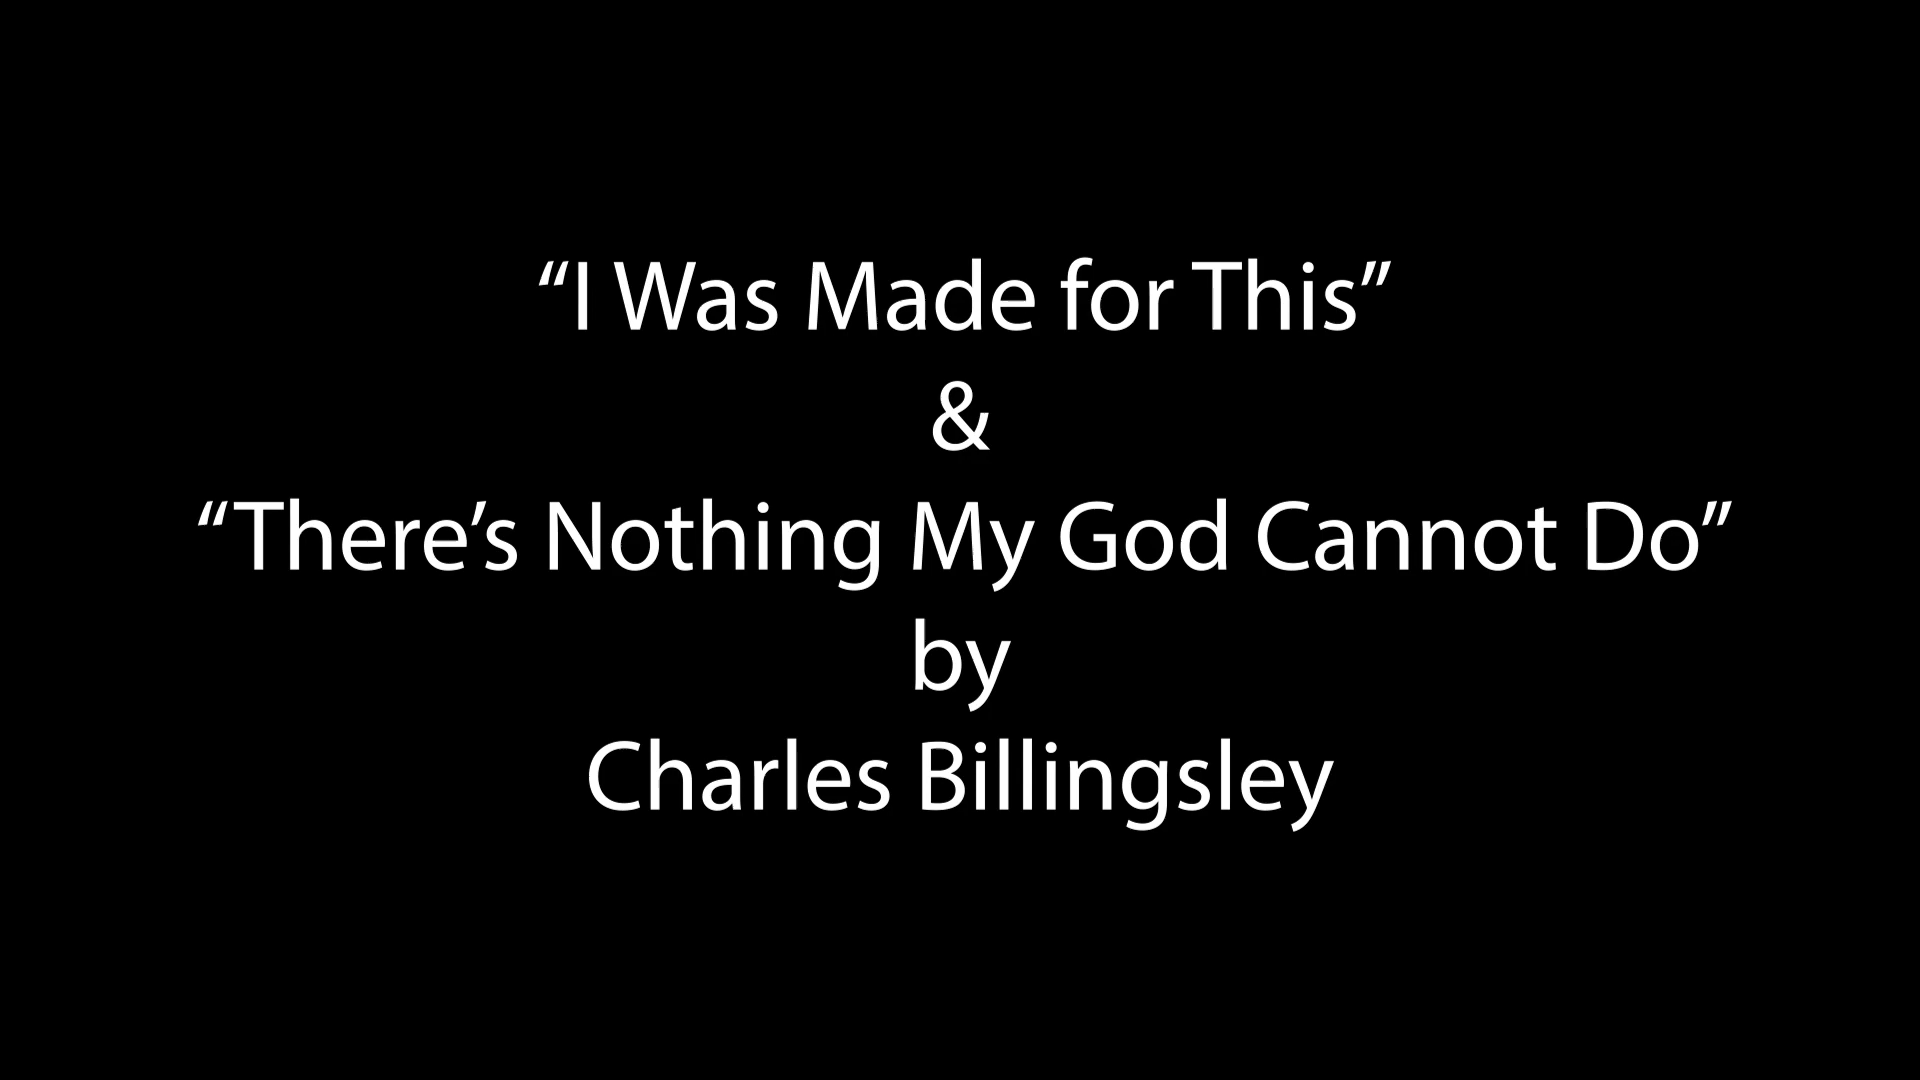 “I Was Made for This”
&
“There’s Nothing My God Cannot Do”
by
Charles Billingsley